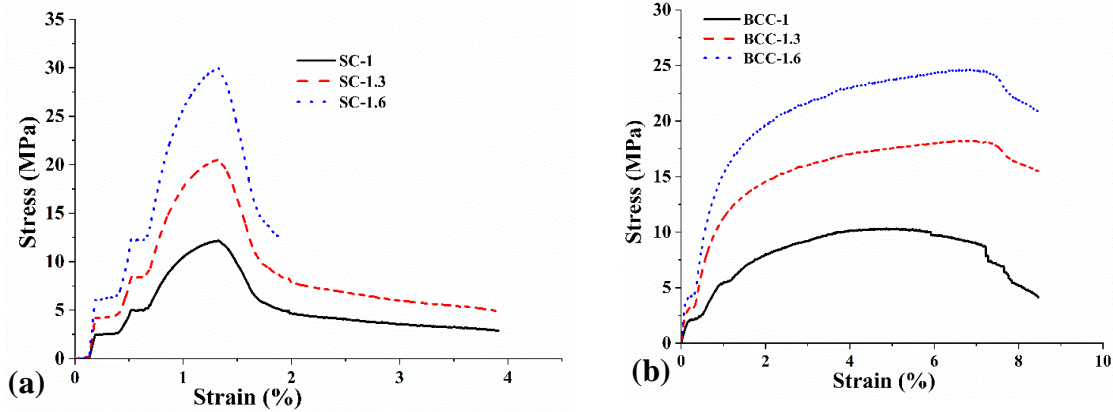 35
30
25
20
15
10
5
0
Stress (MPa)
SC-1
SC-1.3
SC-1.6
0 1 2 3 4
Strain (%)
(a)
30
25
20
15
10
5
0
Stress (MPa)
BCC-1
BCC-1.3
BCC-1.6
0 2 4 6 8 10
Strain (%)
(b)